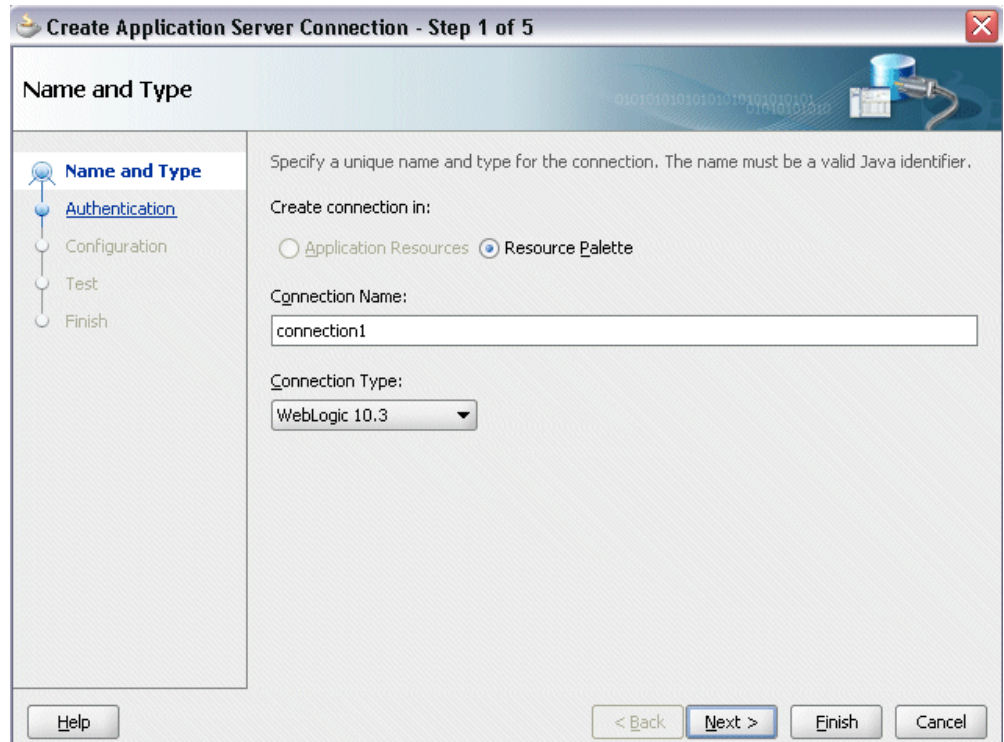 Create Application Server Connection - Step 1 of 5
Name and Type
Name and Type
Authentication
Configuration
Test
Finish
Specify a unique name and type for the connection. The name must be a valid Java identifier.
Create connection in:
Application Resources Resource Palette
Connection Name:
connection1
Connection Type:
WebLogic 10.3
Help < Back Next > Finish Cancel